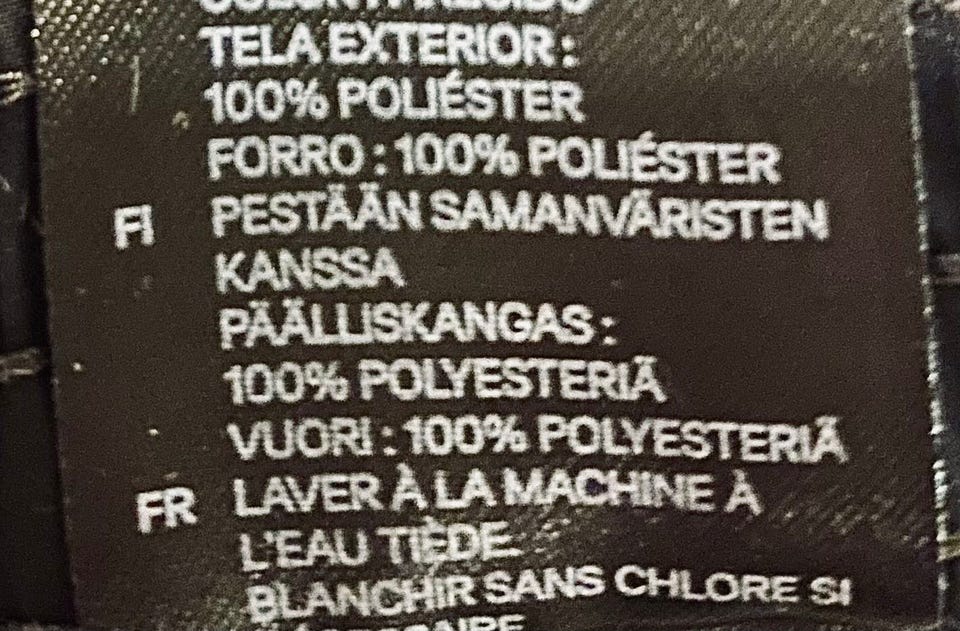 TELA EXTERIOR :
100% POLIÉSTER
FORRO : 100% POLIÉSTER
FI PESTÄÄN SAMANVÄRISTEN
KANSSA
PÄÄLLISKANGAS :
100% POLYESTERIÄ
VUORI : 100% POLYESTERIÄ
FR LAVER À LA MACHINE À
L'EAU TIÈDE
BLANCHIR SANS CHLORE SI